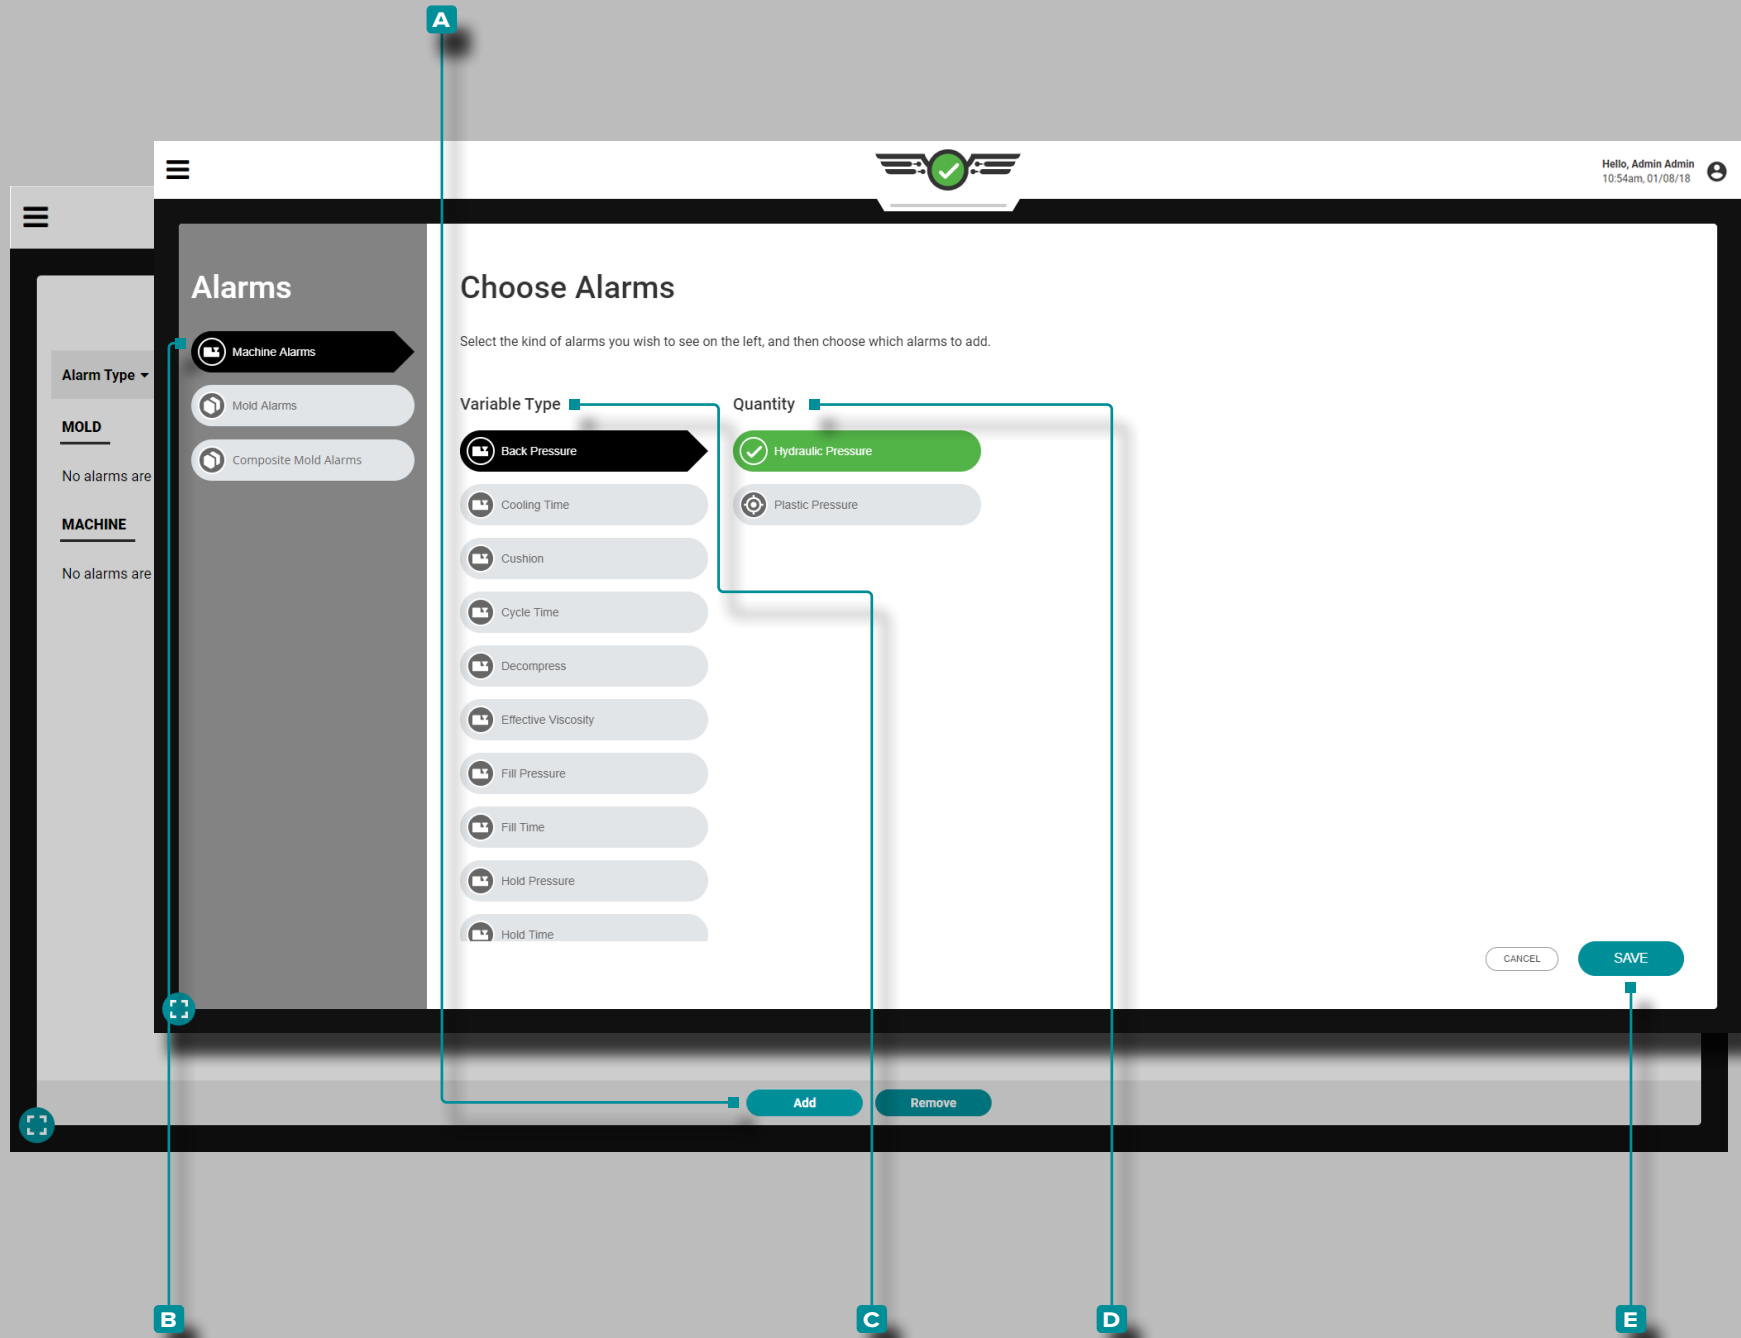 A
Hello, Admin Admin
10:54am, 01/08/18
Alarms
Machine Alarms
Mold Alarms
Composite Mold Alarms
Choose Alarms
Select the kind of alarms you wish to see on the left, and then choose which alarms to add.
Variable Type
Quantity
Back Pressure
Cooling Time
Cushion
Cycle Time
Decompress
Effective Viscosity
Fill Pressure
Fill Time
Hold Pressure
Hold Time
Hydraulic Pressure
Plastic Pressure
CANCEL
SAVE
Alarm Type
MOLD
No alarms are
MACHINE
No alarms are
Add
Remove
B
C
D
E